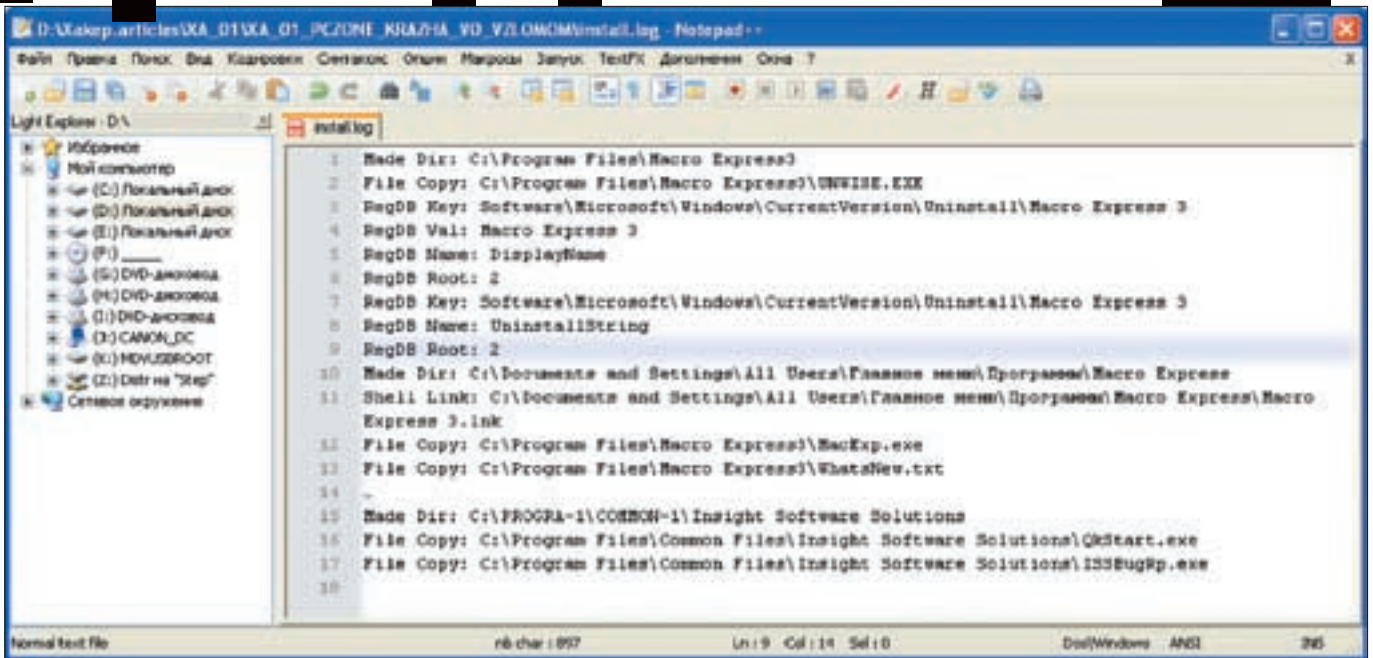 D:\Xakep.articles\XA_01\XA_01_PCZONE_KRAZHA_VO_VZLOMOM\install.log - Notepad++
Файл Правка Поиск Вид Кодировки Синтаксис Опции Макросы Запуск TextFX Дополнения Окна ? X
Light Explorer - D:\
Избранное
Мой компьютер
(C:) Локальный диск
(D:) Локальный диск
(E:) Локальный диск
(F:) _____
(G:) DVD-дисковод
(H:) DVD-дисковод
(I:) DVD-дисковод
(J:) CANON_DC
(K:) MOVUSBROOT
(Z:) Distr на "Step"
Сетевое окружение
install.log
1 Made Dir: C:\Program Files\Macro Express3
2 File Copy: C:\Program Files\Macro Express3\UNWISE.EXE
3 RegDB Key: Software\Microsoft\Windows\CurrentVersion\Uninstall\Macro Express 3
4 RegDB Val: Macro Express 3
5 RegDB Name: DisplayName
6 RegDB Root: 2
7 RegDB Key: Software\Microsoft\Windows\CurrentVersion\Uninstall\Macro Express 3
8 RegDB Name: UninstallString
9 RegDB Root: 2
10 Made Dir: C:\Documents and Settings\All Users\Главное меню\Программы\Macro Express
11 Shell Link: C:\Documents and Settings\All Users\Главное меню\Программы\Macro Express\Macro
Express 3.lnk
12 File Copy: C:\Program Files\Macro Express3\MacExp.exe
13 File Copy: C:\Program Files\Macro Express3\WhatsNew.txt
14 …
15 Made Dir: C:\PROGRA~1\COMMON~1\Insight Software Solutions
16 File Copy: C:\Program Files\Common Files\Insight Software Solutions\QkStart.exe
17 File Copy: C:\Program Files\Common Files\Insight Software Solutions\ISSBugRp.exe
18
Normal text file nb char : 897 Ln : 9 Col : 14 Sel : 0 Dos\Windows ANSI INS